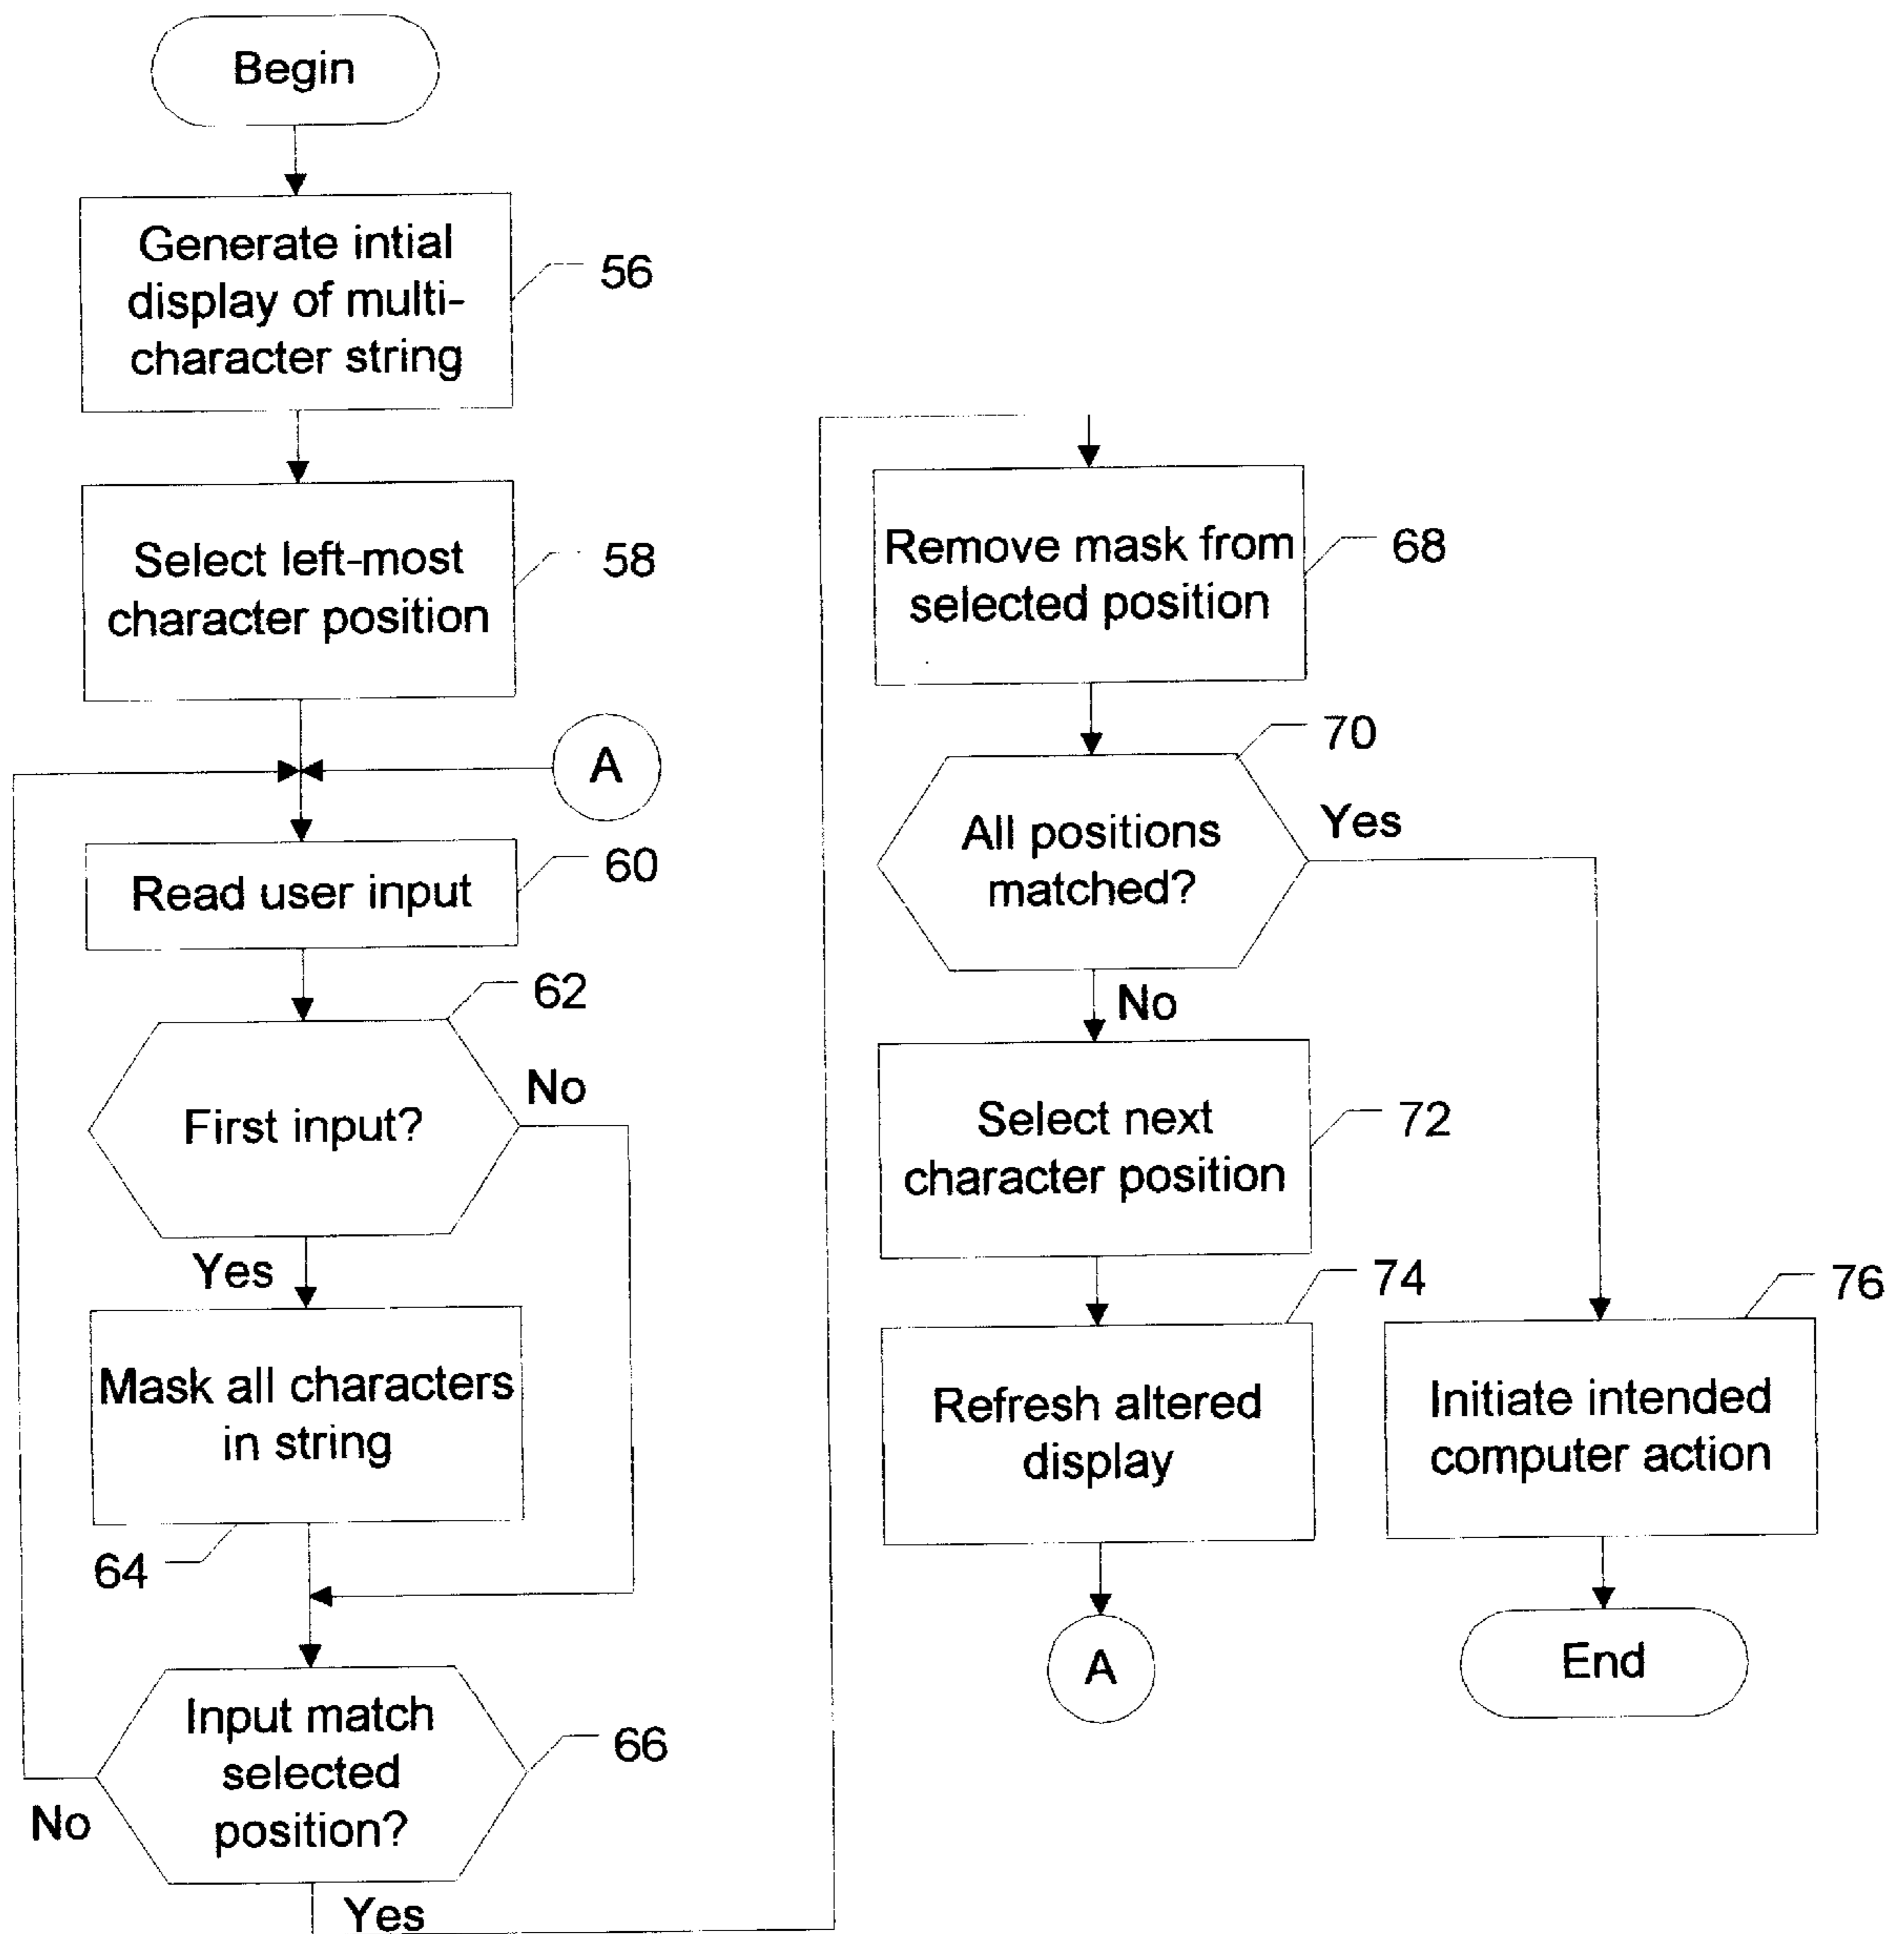 Begin
Generate intial
display of multi-
character string
56
Select left-most
character position
58
A
Read user input
60
62
First input?
No
Yes
Mask all characters
in string
64
Input match
selected
position?
66
No
Yes
Remove mask from
selected position
68
70
All positions
matched?
Yes
No
Select next
character position
72
74
Refresh altered
display
A
76
Initiate intended
computer action
End